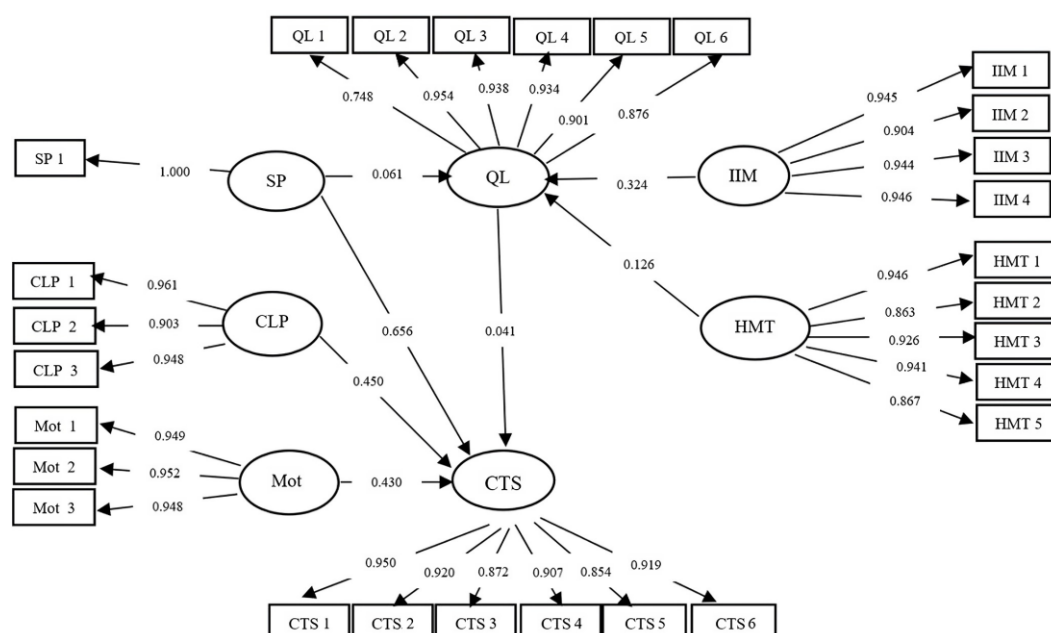 QL 1 QL 2 QL 3 QL 4 QL 5 QL 6
0.748 0.954 0.938 0.934 0.901 0.876
IIM 1
IIM 2
IIM 3
IIM 4
0.945
0.904
0.944
0.946
SP 1
1.000
SP
0.061
QL
0.324
IIM
0.126
HMT 1
HMT 2
HMT 3
HMT 4
HMT 5
0.946
0.863
0.926
0.941
0.867
HMT
CLP 1
CLP 2
CLP 3
0.961
0.903
0.948
CLP
0.656
0.041
0.450
Mot 1
Mot 2
Mot 3
0.949
0.952
0.948
Mot
0.430
CTS
0.950 0.920 0.872 0.907 0.854 0.919
CTS 1 CTS 2 CTS 3 CTS 4 CTS 5 CTS 6